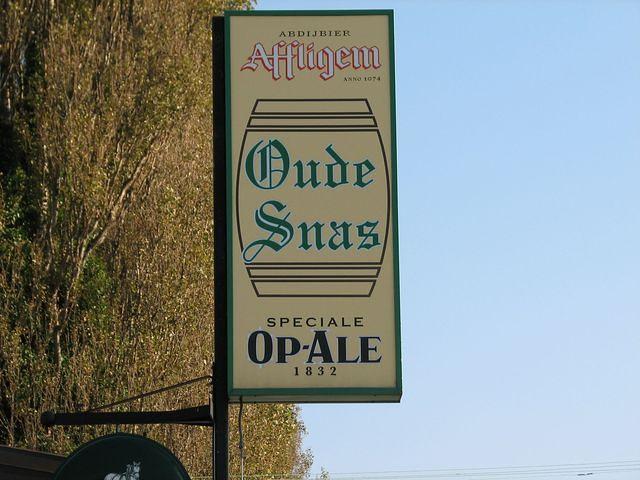 ABDIJBIER
Affligem
ANNO 1074
Oude
Snas
SPECIALE
OP-ALE
1832